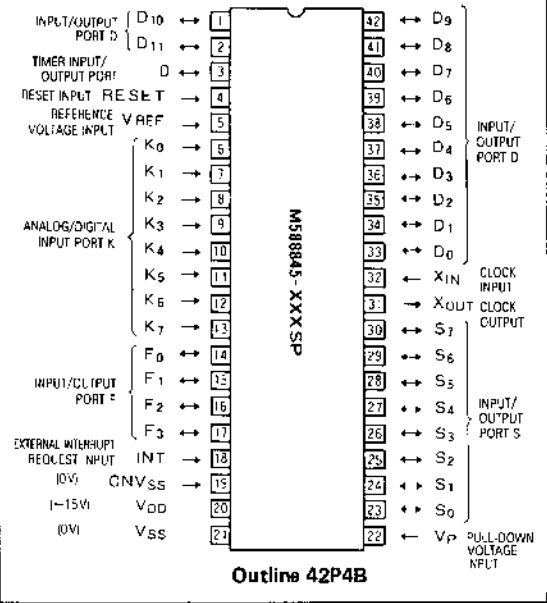 INPUT/OUTPUT PORT D
D10 ↔ 1
D11 ↔ 2
TIMER INPUT/ OUTPUT PORT D ↔ 3
RESET INPUT RESET → 4
REFERENCE VOLTAGE INPUT VREF → 5
ANALOG/DIGITAL INPUT PORT K
K0 → 6
K1 → 7
K2 → 8
K3 → 9
K4 → 10
K5 → 11
K6 → 12
K7 → 13
INPUT/OUTPUT PORT F
F0 ↔ 14
F1 ↔ 15
F2 ↔ 16
F3 ↔ 17
EXTERNAL INTERRUPT REQUEST INPUT INT → 18
(0V) CNVSS → 19
(−15V) VDD 20
(0V) VSS 21
M58845-XXXSP
42 ↔ D9
41 ↔ D8
40 ↔ D7
39 ↔ D6
38 ↔ D5
37 ↔ D4
36 ↔ D3
35 ↔ D2
34 ↔ D1
33 ↔ D0
INPUT/ OUTPUT PORT D
32 ← XIN CLOCK INPUT
31 → XOUT CLOCK OUTPUT
30 ↔ S7
29 ↔ S6
28 ↔ S5
27 ↔ S4
26 ↔ S3
25 ↔ S2
24 ↔ S1
23 ↔ S0
INPUT/ OUTPUT PORT S
22 ← VP PULL-DOWN VOLTAGE INPUT
Outline 42P4B